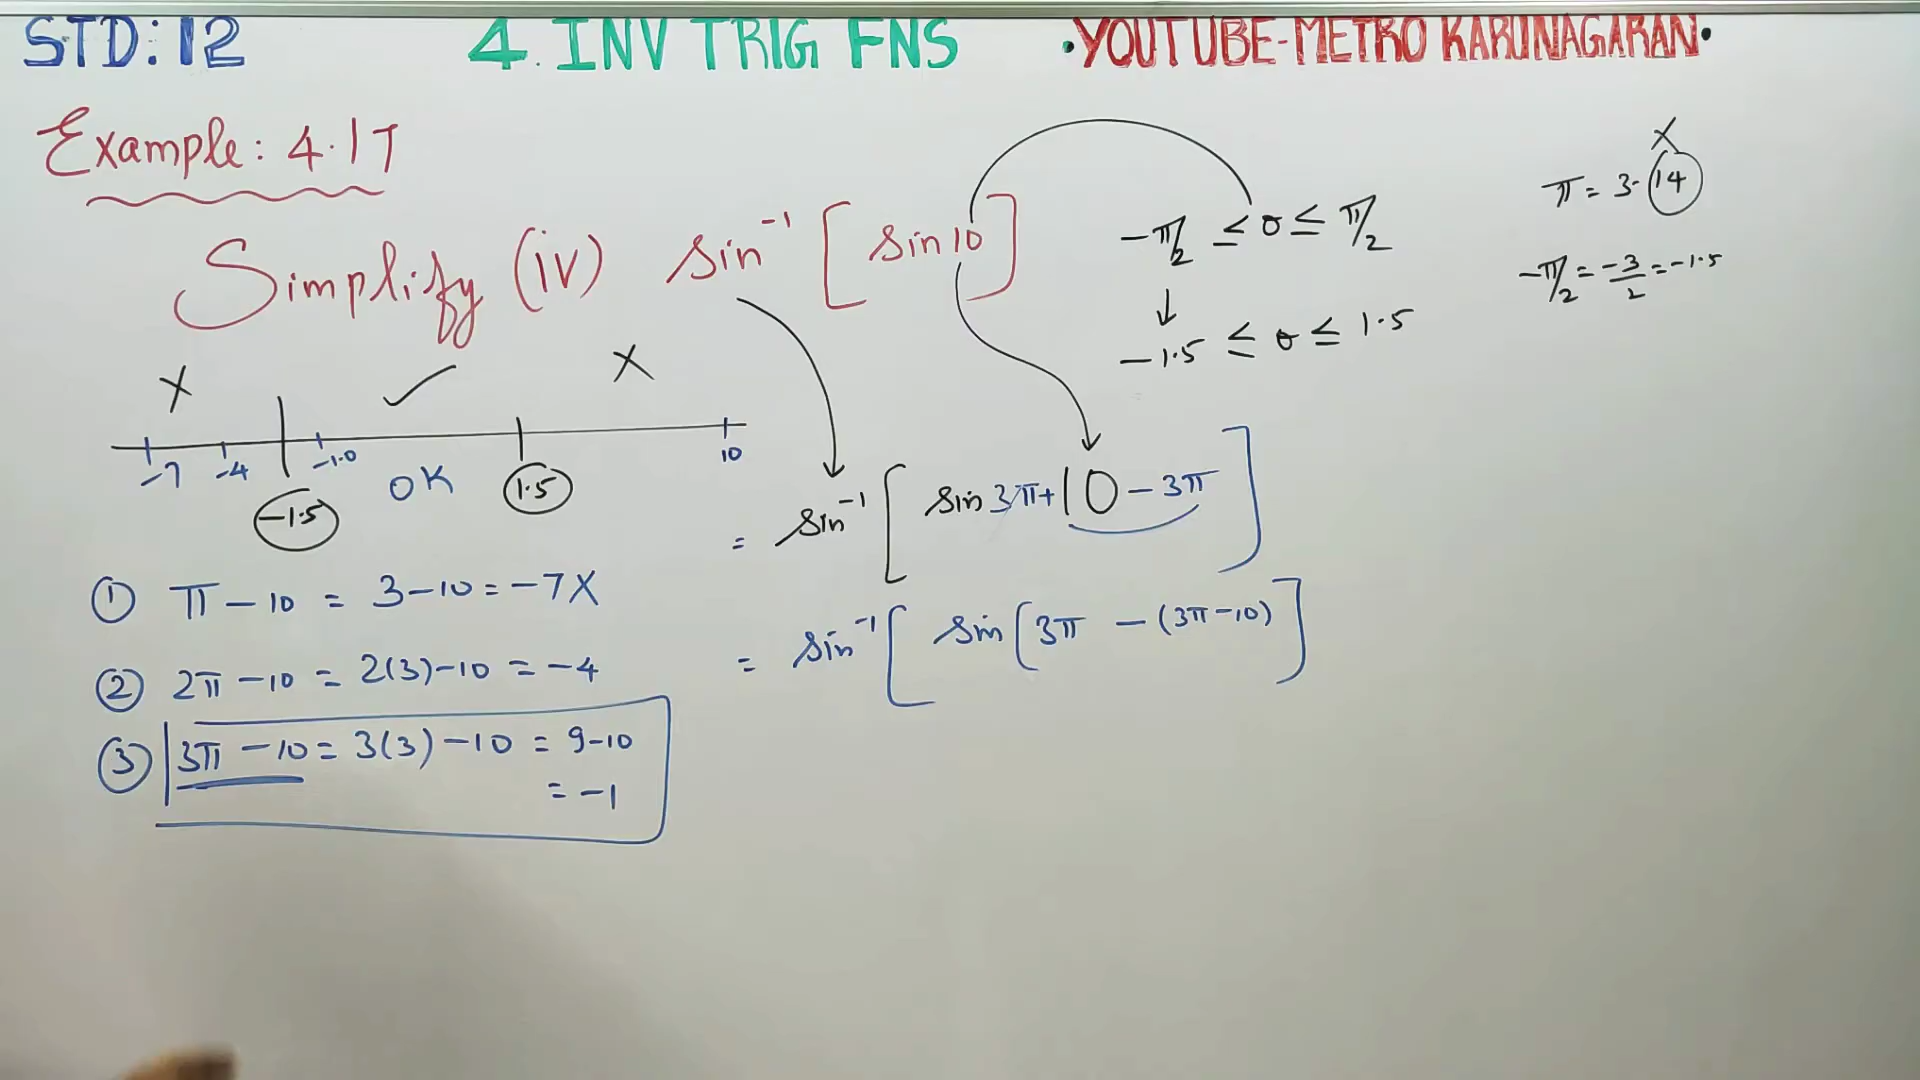 STD: 12 4. INV TRIG FNS •YOUTUBE-METRO KARUNAGARAN•
Example: 4.17
Simplify (iv) sin⁻¹ [ sin 10 ]
-π/2 ≤ θ ≤ π/2
↓
-1.5 ≤ θ ≤ 1.5
X
π = 3.14
-π/2 = -3/2 = -1.5
X ✓ X
-7 -4 -1.0 10
-1.5 OK 1.5
= sin⁻¹ [ sin 3π+10-3π ]
= sin⁻¹ [ sin [3π - (3π-10) ]
① π - 10 = 3-10 = -7 X
② 2π - 10 = 2(3)-10 = -4
③ 3π - 10 = 3(3)-10 = 9-10
= -1